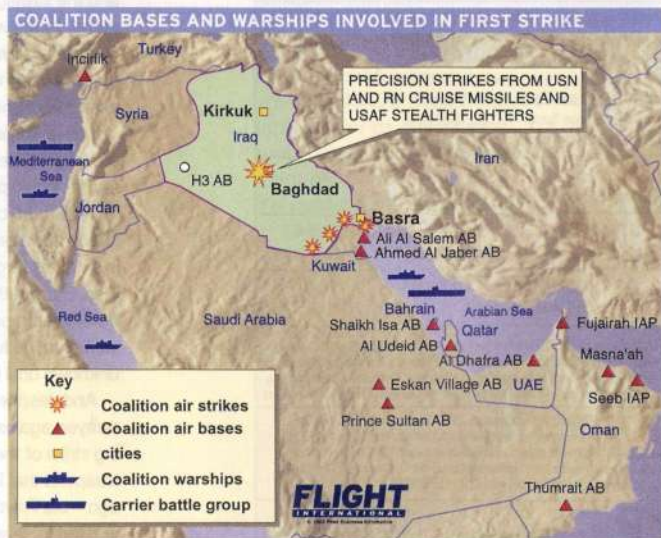 COALITION BASES AND WARSHIPS INVOLVED IN FIRST STRIKE
Incirlik
Turkey
PRECISION STRIKES FROM USN
AND RN CRUISE MISSILES AND
USAF STEALTH FIGHTERS
Syria
Kirkuk
Iraq
Iran
Mediterranean
Sea
H3 AB
Baghdad
Jordan
Basra
Ali Al Salem AB
Ahmed Al Jaber AB
Kuwait
Saudi Arabia
Red Sea
Bahrain
Arabian Sea
Shaikh Isa AB
Qatar
Fujairah IAP
Al Udeid AB
Al Dhafra AB
Masna'ah
Eskan Village AB
UAE
Seeb IAP
Prince Sultan AB
Oman
Key
Coalition air strikes
Coalition air bases
cities
Coalition warships
Carrier battle group
Thumrait AB
FLIGHT
INTERNATIONAL